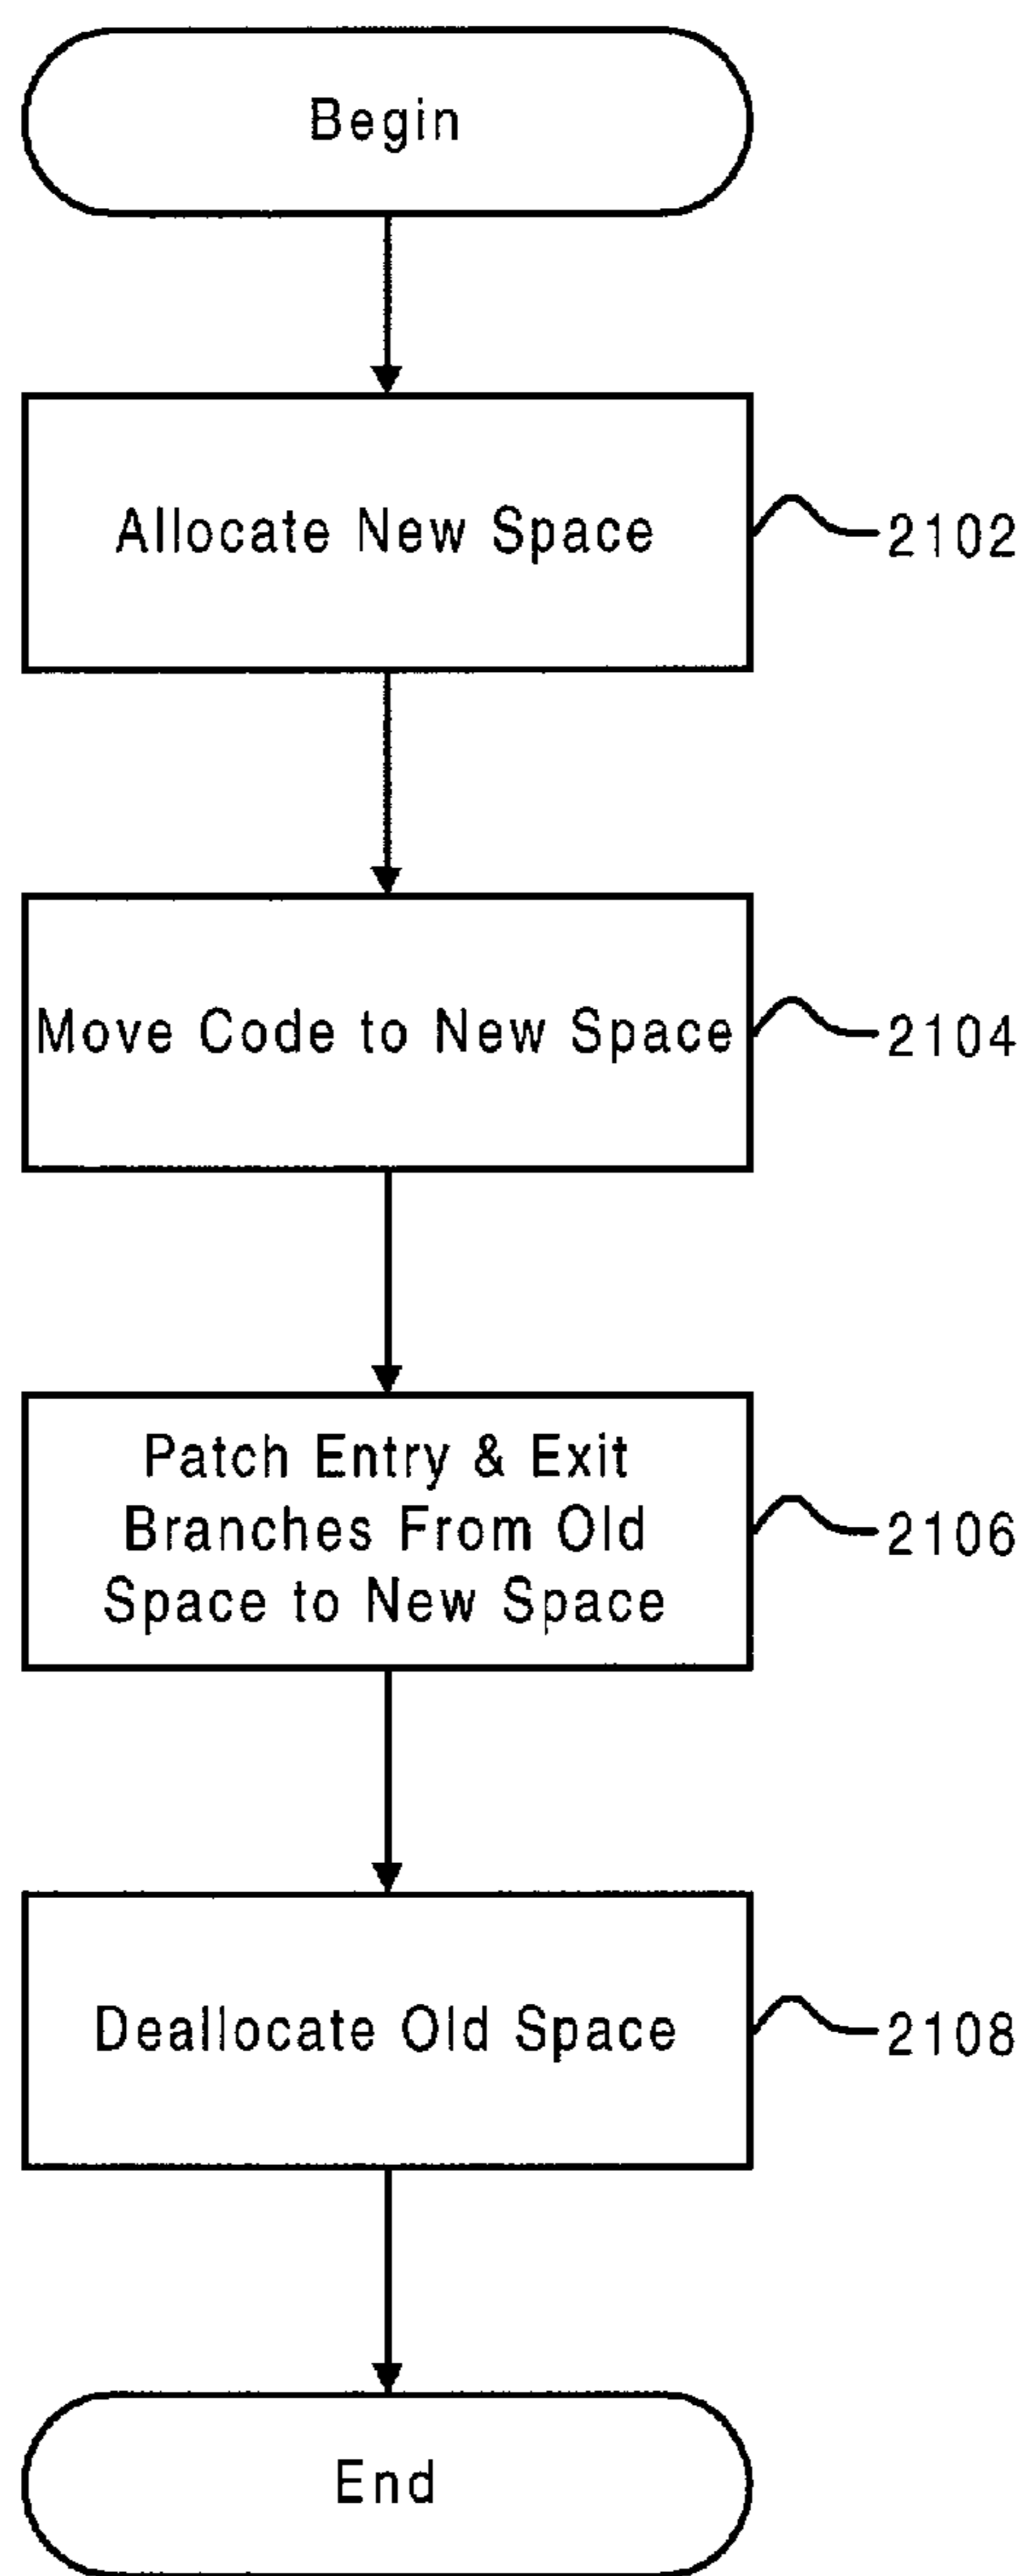 Begin
Allocate New Space
2102
Move Code to New Space
2104
Patch Entry & Exit
Branches From Old
Space to New Space
2106
Deallocate Old Space
2108
End